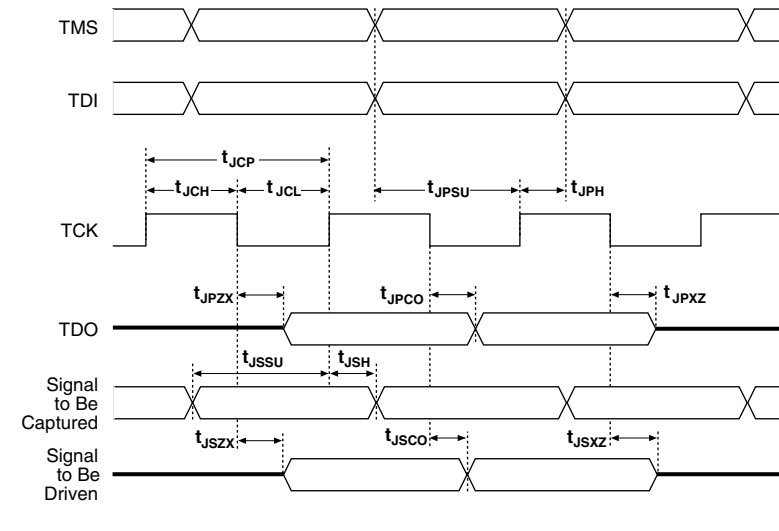 TMS
TDI
tJCP
tJCH
tJCL
tJPSU
tJPH
TCK
tJPZX
tJPCO
tJPXZ
TDO
tJSSU
tJSH
Signal
to Be
Captured
tJSZX
tJSCO
tJSXZ
Signal
to Be
Driven